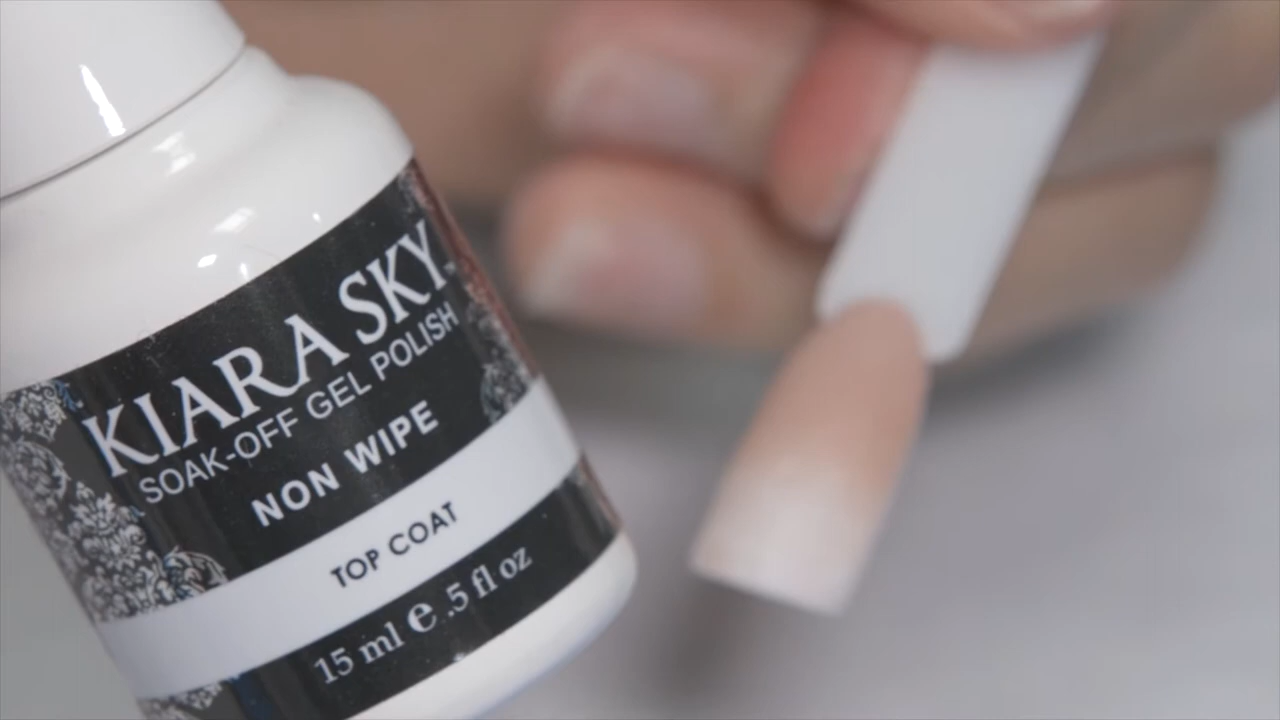 KIARA SKY
SOAK-OFF GEL POLISH
NON WIPE
TOP COAT
15 ml e .5 fl oz